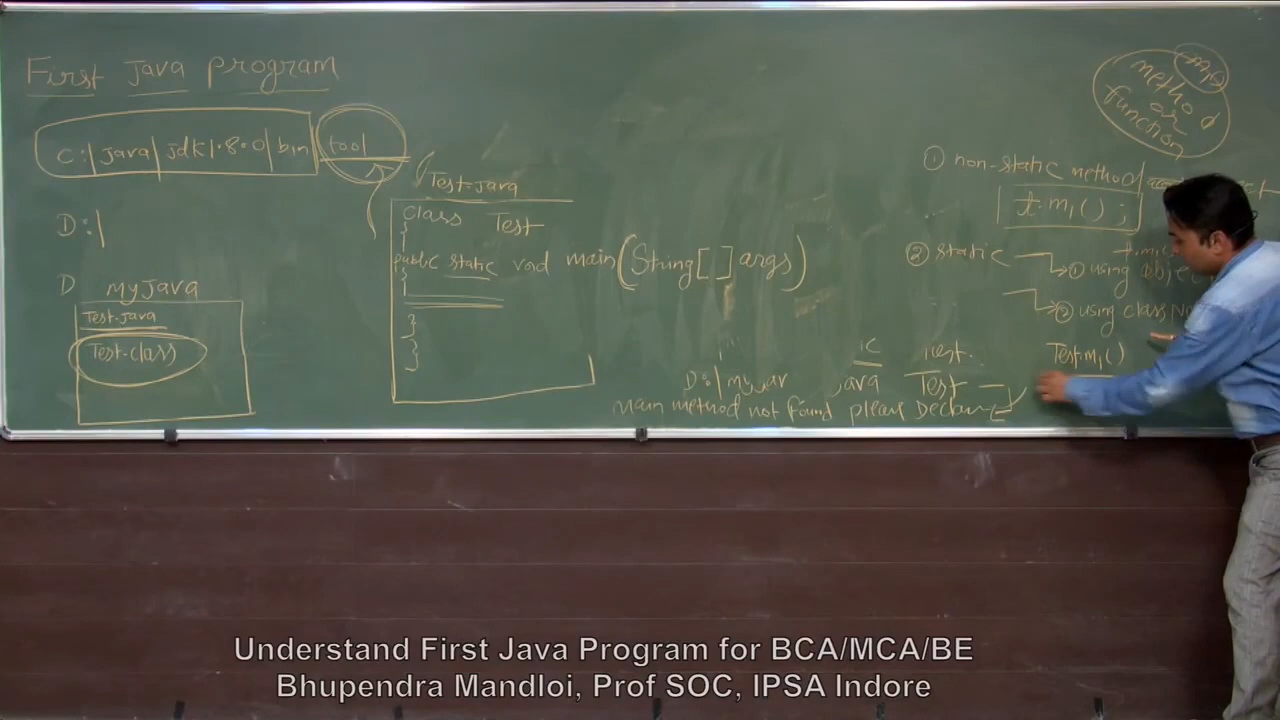 First Java program
C:\java\jdk1.8.0\bin\tool
D:\
D myjava
Test.java
Test.class
Test.java
class Test
{
public static void main(String[] args)
{
}
}
method
or
function
① non-static method
t.m1();
② static
① using obje
② using class
Test.m1()
Test.
D:\myjav java Test
main method not found please Declare
Understand First Java Program for BCA/MCA/BE
Bhupendra Mandloi, Prof SOC, IPSA Indore